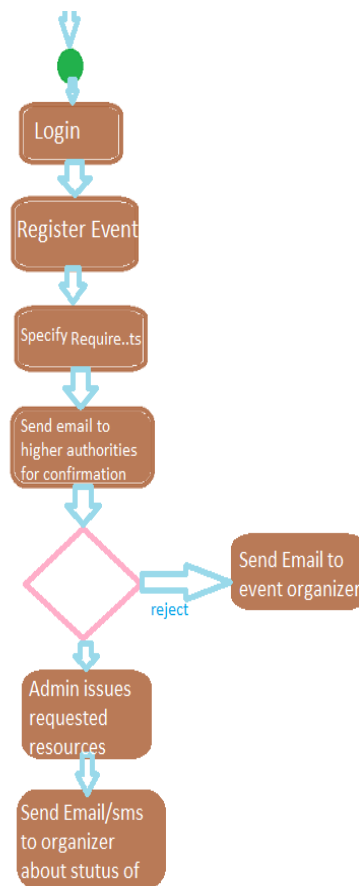 Login
Register Event
Specify Require..ts
Send email to
higher authorities
for confirmation
Send Email to
event organizer
reject
Admin issues
requested
resources
Send Email/sms
to organizer
about stutus of